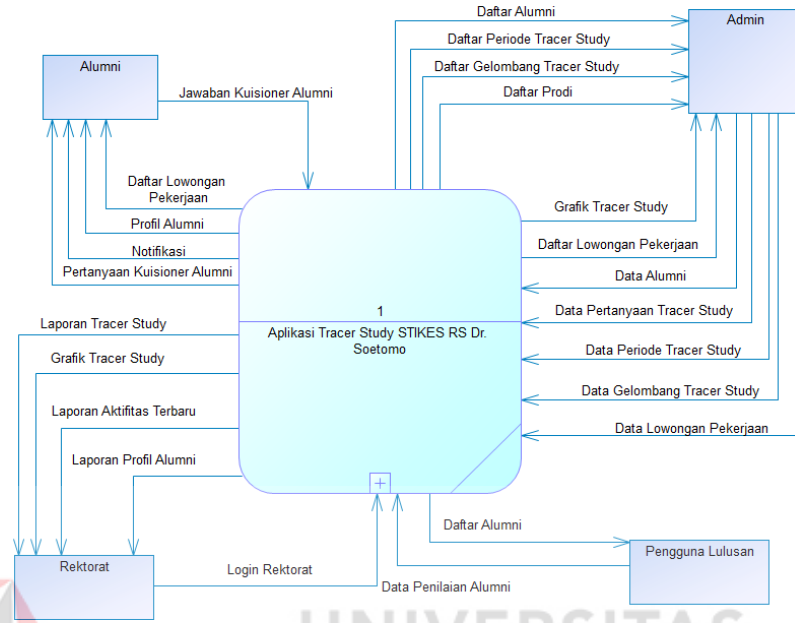 Daftar Alumni
Admin
Daftar Periode Tracer Study
Alumni
Daftar Gelombang Tracer Study
Jawaban Kuisioner Alumni
Daftar Prodi
Daftar Lowongan
Pekerjaan
Profil Alumni
Notifikasi
Pertanyaan Kuisioner Alumni
Grafik Tracer Study
Daftar Lowongan Pekerjaan
Data Alumni
Data Pertanyaan Tracer Study
Data Periode Tracer Study
Data Gelombang Tracer Study
Data Lowongan Pekerjaan
1
Aplikasi Tracer Study STIKES RS Dr.
Soetomo
Laporan Tracer Study
Grafik Tracer Study
Laporan Aktifitas Terbaru
Laporan Profil Alumni
+
Daftar Alumni
Pengguna Lulusan
Rektorat
Login Rektorat
Data Penilaian Alumni
UNIVERSITAS